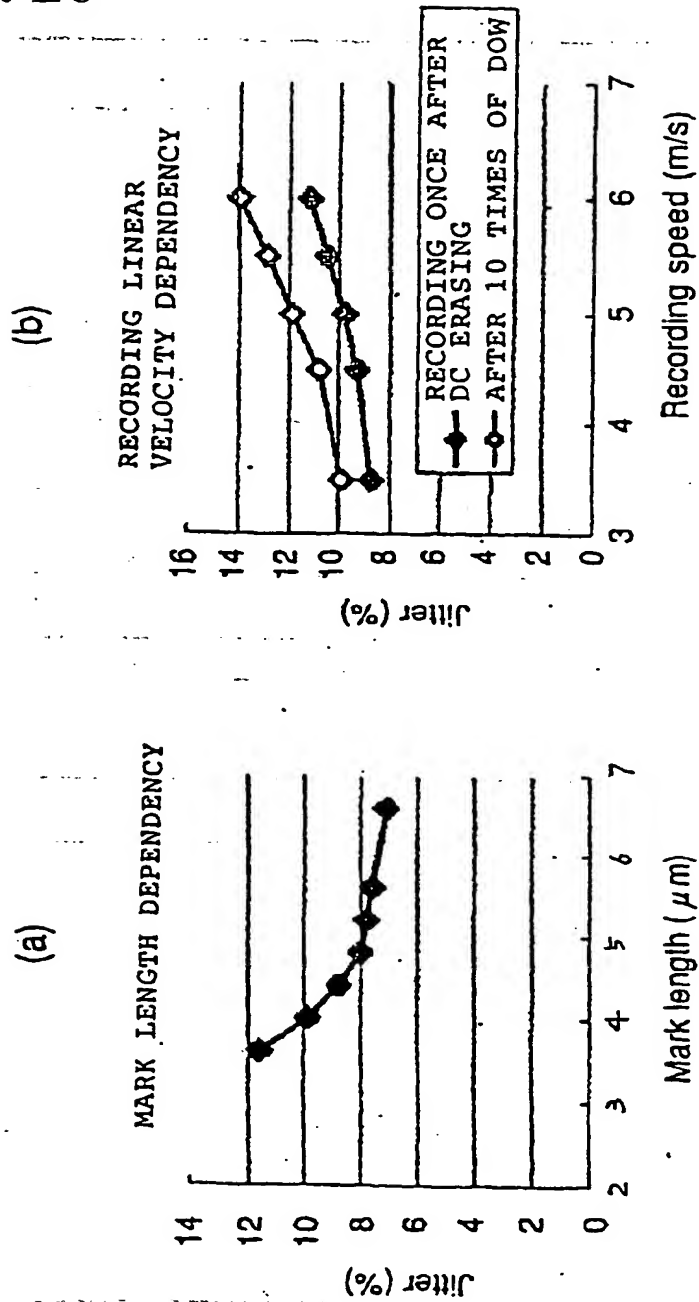 (a)
MARK LENGTH DEPENDENCY
14
12
10
8
6
4
2
0
Jitter (%)
2 3 4 5 6 7
Mark length (μm)
(b)
RECORDING LINEAR
VELOCITY DEPENDENCY
16
14
12
10
8
6
4
2
0
Jitter (%)
RECORDING ONCE AFTER
DC ERASING
AFTER 10 TIMES OF DOW
3 4 5 6 7
Recording speed (m/s)